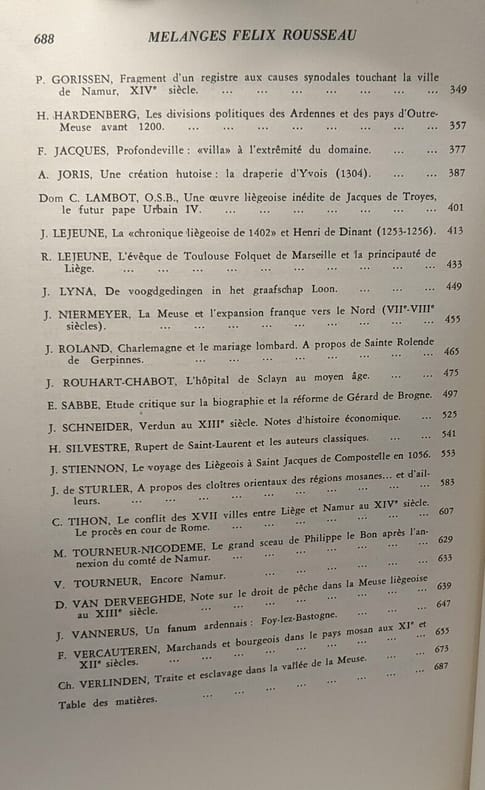 688 MELANGES FELIX ROUSSEAU
P. GORISSEN, Fragment d'un registre aux causes synodales touchant la ville
de Namur, XIVe siècle. ... ... ... ... ... ... ... 349
H. HARDENBERG, Les divisions politiques des Ardennes et des pays d'Outre-
Meuse avant 1200. ... ... ... ... ... ... ... ... 357
F. JACQUES, Profondeville : «villa» à l'extrêmité du domaine. ... ... 377
A. JORIS, Une création hutoise : la draperie d'Yvois (1304). ... ... 387
Dom C. LAMBOT, O.S.B., Une œuvre liègeoise inédite de Jacques de Troyes,
le futur pape Urbain IV. ... ... ... ... ... ... ... 401
J. LEJEUNE, La «chronique liègeoise de 1402» et Henri de Dinant (1253-1256). 413
R. LEJEUNE, L'évêque de Toulouse Folquet de Marseille et la principauté de
Liège. ... ... ... ... ... ... ... ... ... 433
J. LYNA, De voogdgedingen in het graafschap Loon. ... ... ... 449
J. NIERMEYER, La Meuse et l'expansion franque vers le Nord (VIIe-VIIIe
siècles). ... ... ... ... ... ... ... ... 455
J. ROLAND, Charlemagne et le mariage lombard. A propos de Sainte Rolende
de Gerpinnes. ... ... ... ... ... ... ... 465
J. ROUHART-CHABOT, L'hôpital de Sclayn au moyen âge. ... ... 475
E. SABBE, Etude critique sur la biographie et la réforme de Gérard de Brogne. 497
J. SCHNEIDER, Verdun au XIIIe siècle. Notes d'histoire économique. ... 525
H. SILVESTRE, Rupert de Saint-Laurent et les auteurs classiques. ... ... 541
J. STIENNON, Le voyage des Liègeois à Saint Jacques de Compostelle en 1056. 553
J. de STURLER, A propos des cloîtres orientaux des régions mosanes... et d'ail-
leurs. ... ... ... ... ... ... ... ... ... 583
C. TIHON, Le conflit des XVII villes entre Liège et Namur au XIVe siècle.
Le procès en cour de Rome. ... ... ... ... ... ... 607
M. TOURNEUR-NICODEME, Le grand sceau de Philippe le Bon après l'an-
nexion du comté de Namur. ... ... ... ... ... ... 629
V. TOURNEUR, Encore Namur. ... ... ... ... ... 633
D. VAN DERVEEGHDE, Note sur le droit de pêche dans la Meuse liègeoise
au XIIIe siècle. ... ... ... ... ... ... ... 639
J. VANNERUS, Un fanum ardennais : Foy-lez-Bastogne. ... ... ... 647
F. VERCAUTEREN, Marchands et bourgeois dans le pays mosan aux XIe et
XIIe siècles. ... ... ... ... ... ... ... ... 655
Ch. VERLINDEN, Traite et esclavage dans la vallée de la Meuse. ... ... 673
Table des matières. ... ... ... ... ... ... ... 687